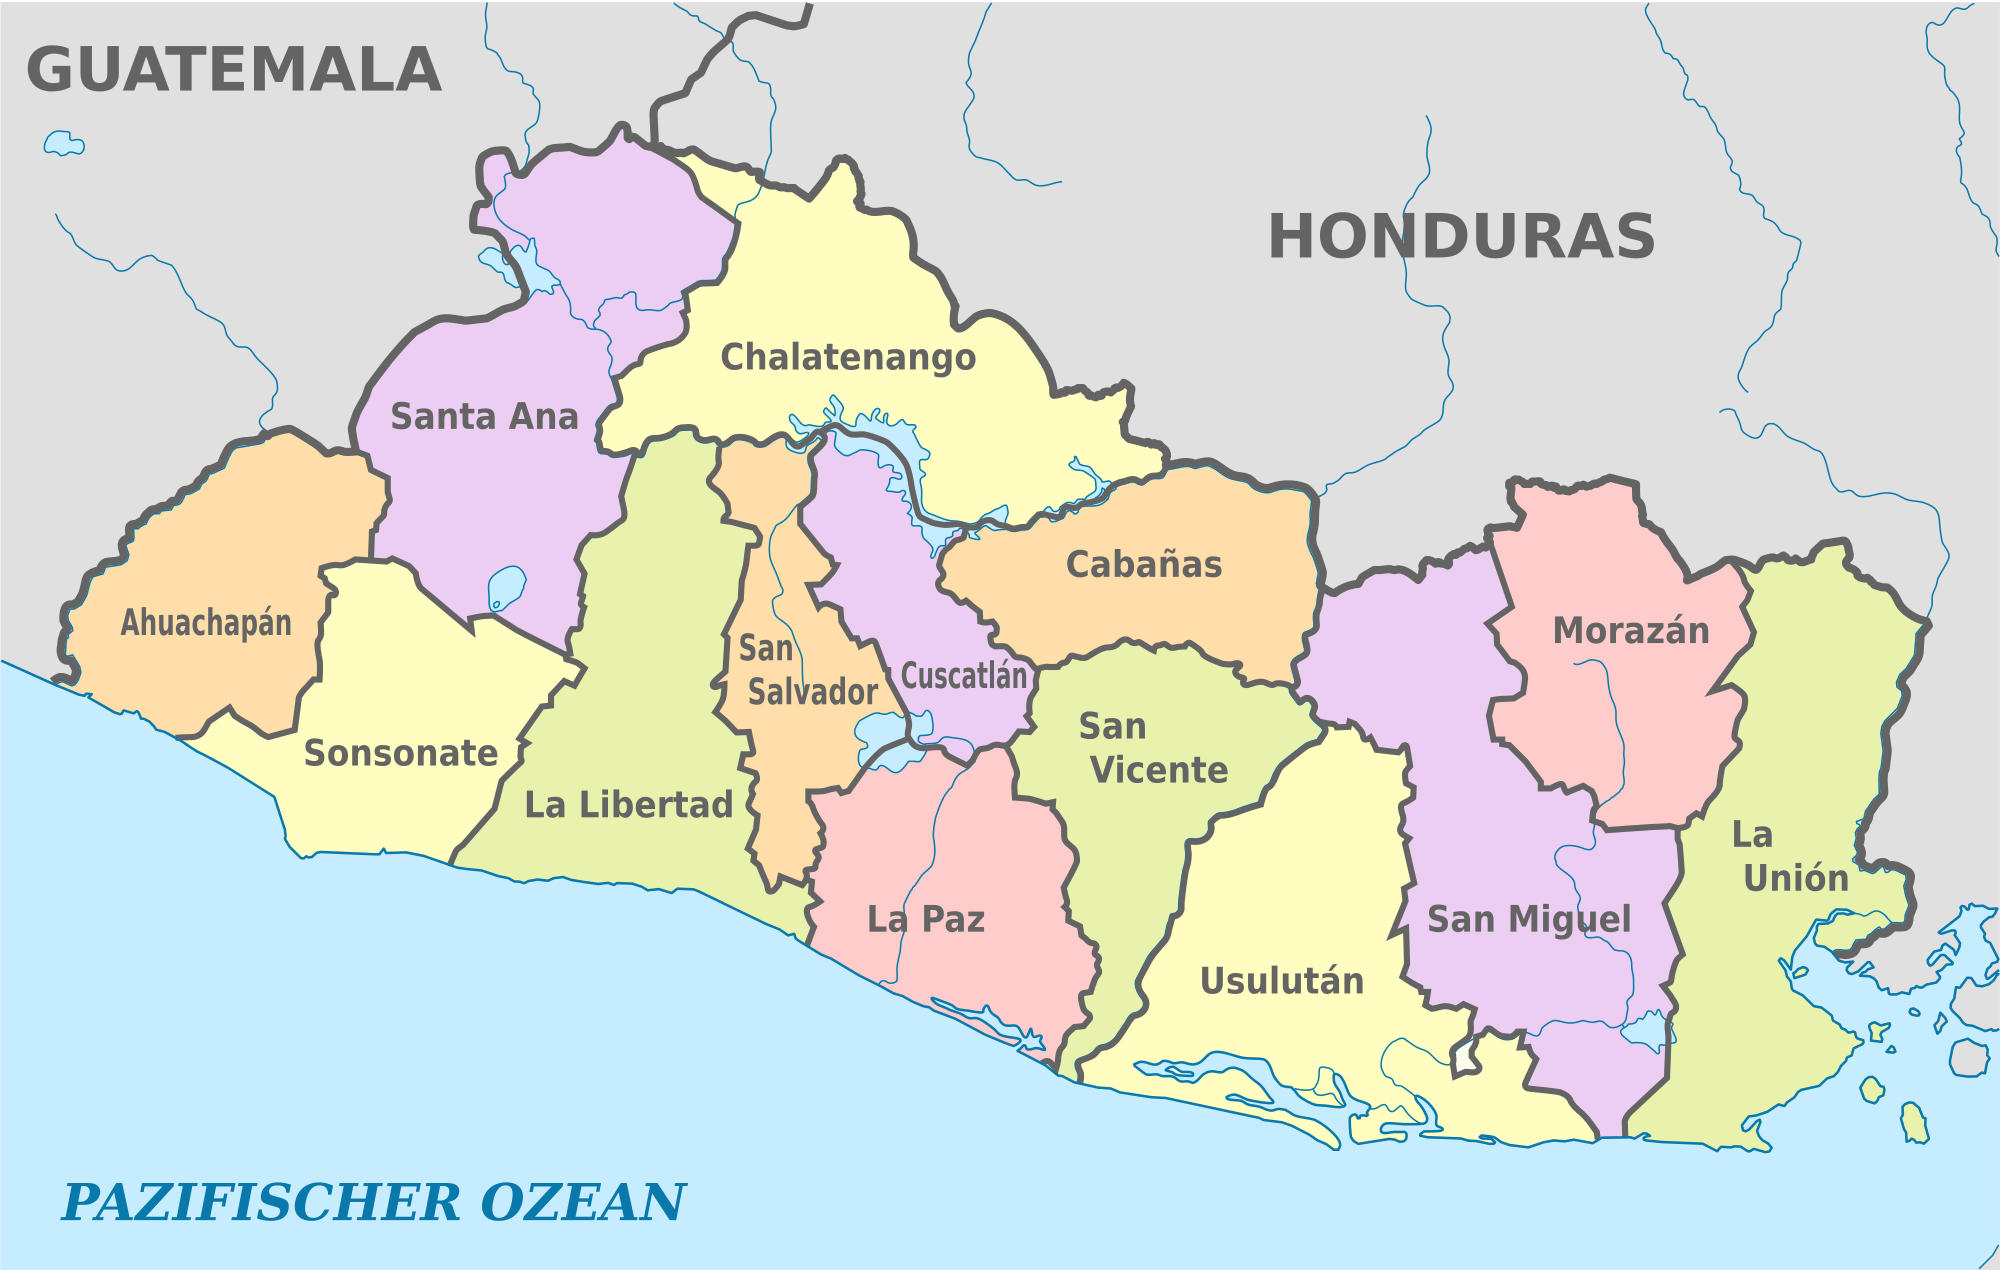 GUATEMALA
HONDURAS
Chalatenango
Santa Ana
Cabañas
Ahuachapán
Morazán
San
Salvador
Cuscatlán
San
Vicente
Sonsonate
La Libertad
La
Unión
La Paz
San Miguel
Usulután
PAZIFISCHER OZEAN